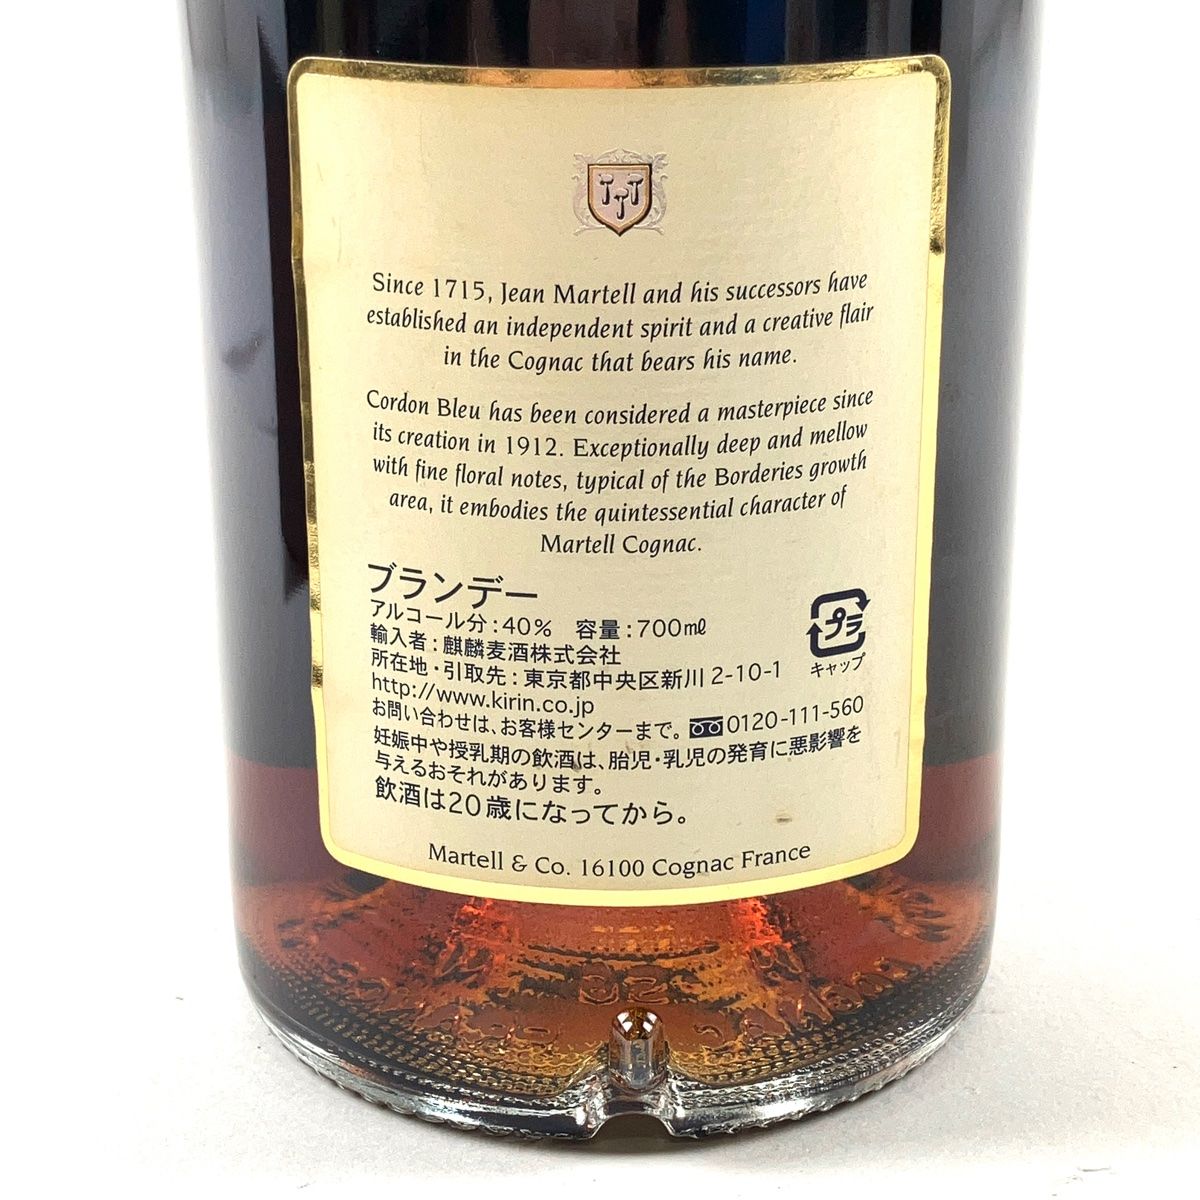 Since 1715, Jean Martell and his successors have
established an independent spirit and a creative flair
in the Cognac that bears his name.
Cordon Bleu has been considered a masterpiece since
its creation in 1912. Exceptionally deep and mellow
with fine floral notes, typical of the Borderies growth
area, it embodies the quintessential character of
Martell Cognac.
ブランデー
アルコール分:40% 容量:700㎖
輸入者:麒麟麦酒株式会社
所在地・引取先:東京都中央区新川2-10-1
プラ
キャップ
http://www.kirin.co.jp
お問い合わせは、お客様センターまで。0120-111-560
妊娠中や授乳期の飲酒は、胎児・乳児の発育に悪影響を
与えるおそれがあります。
飲酒は20歳になってから。
Martell & Co. 16100 Cognac France